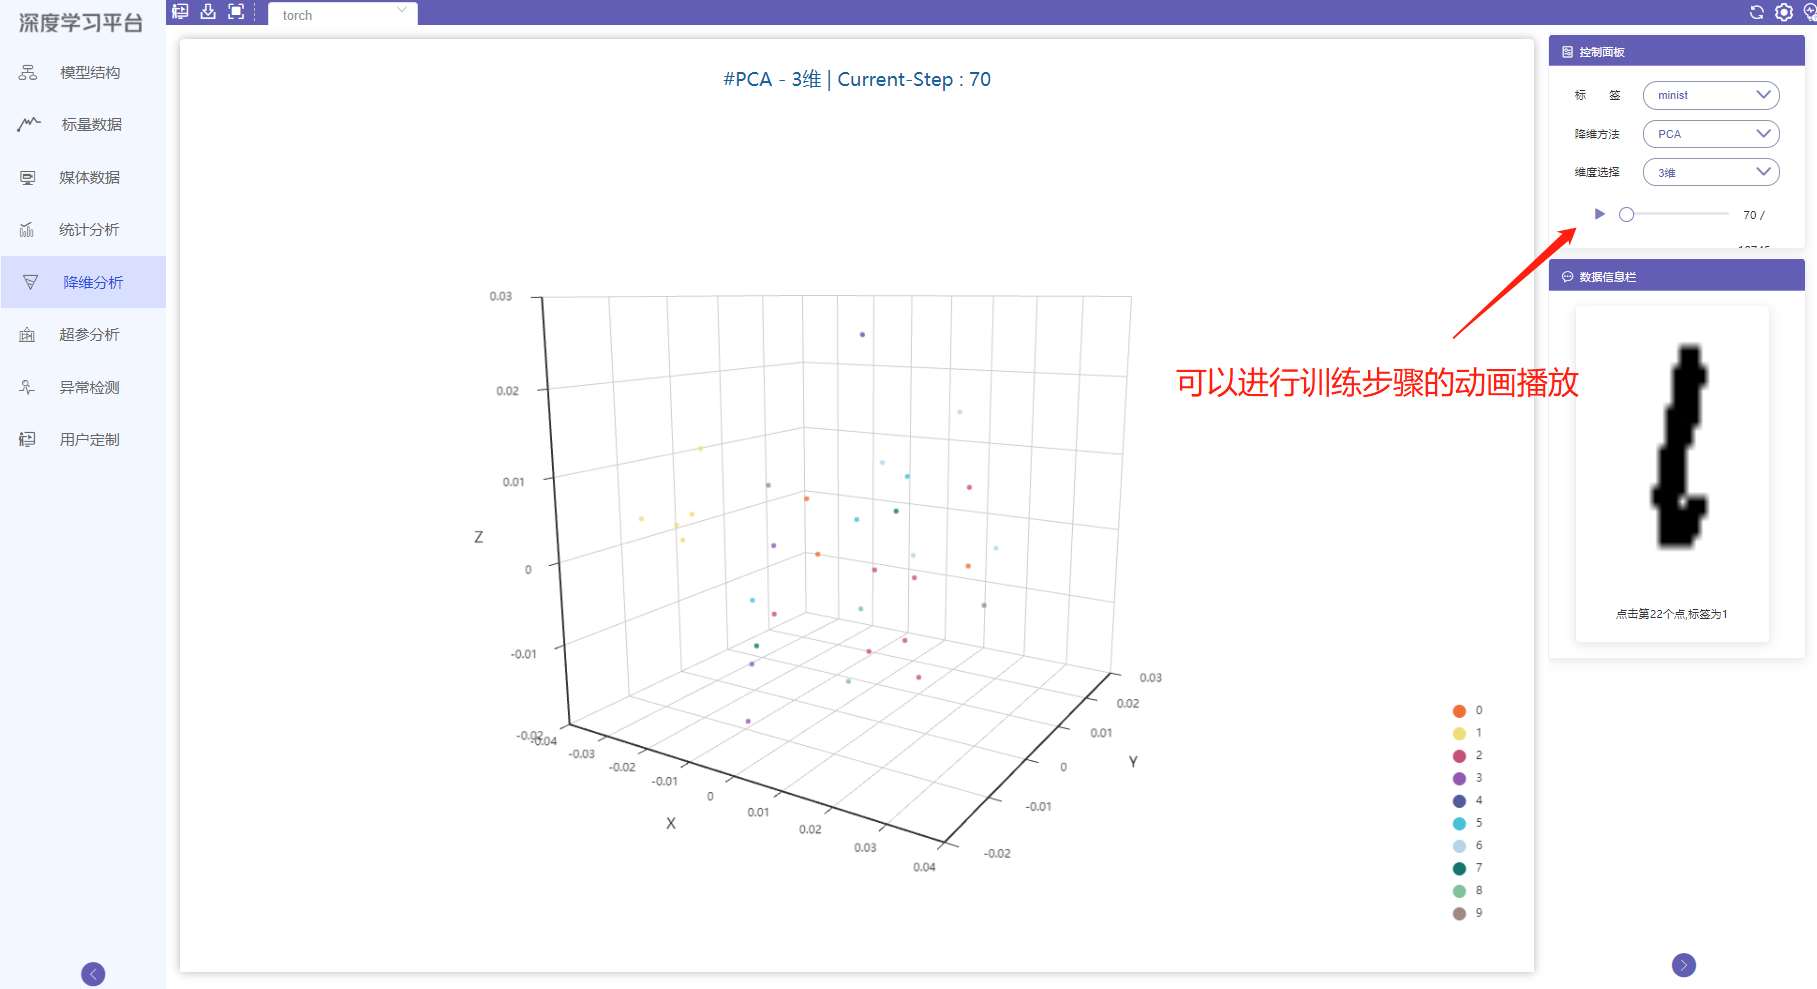 深度学习平台
模型结构
标量数据
媒体数据
统计分析
降维分析
超参分析
异常检测
用户定制
torch
#PCA - 3维 | Current-Step : 70
0.03
0.02
0.01
0
-0.01
-0.02
Z
-0.04
-0.03
-0.02
-0.01
0
0.01
0.02
0.03
0.04
X
-0.02
-0.01
0
0.01
0.02
0.03
Y
0
1
2
3
4
5
6
7
8
9
可以进行训练步骤的动画播放
控制面板
标 签 minist
降维方法 PCA
维度选择 3维
70 /
数据信息栏
点击第22个点,标签为1